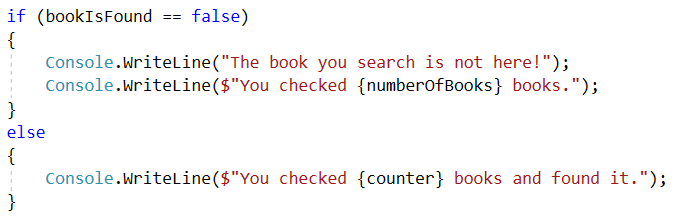 if (bookIsFound == false)
{
    Console.WriteLine("The book you search is not here!");
    Console.WriteLine($"You checked {numberOfBooks} books.");
}
else
{
    Console.WriteLine($"You checked {counter} books and found it.");
}